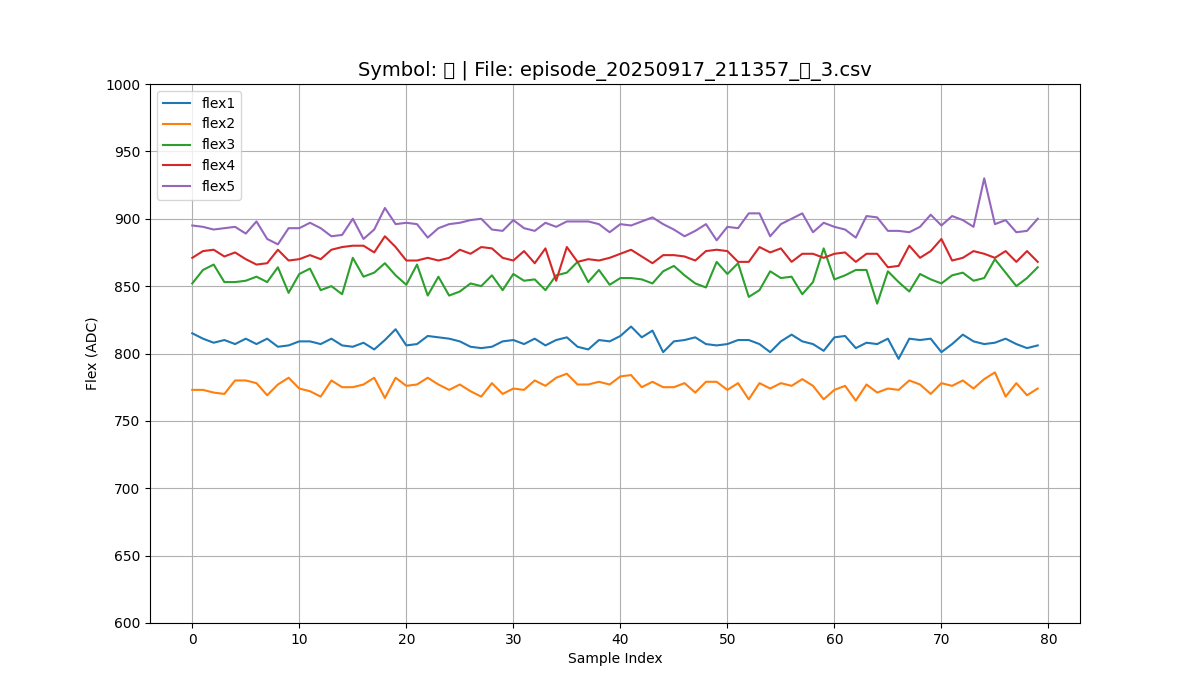 Symbol: | File: episode_20250917_211357_ _3.csv
1000
950
900
850
800
750
700
650
600
flex1
flex2
flex3
flex4
flex5
Flex (ADC)
0 10 20 30 40 50 60 70 80
Sample Index